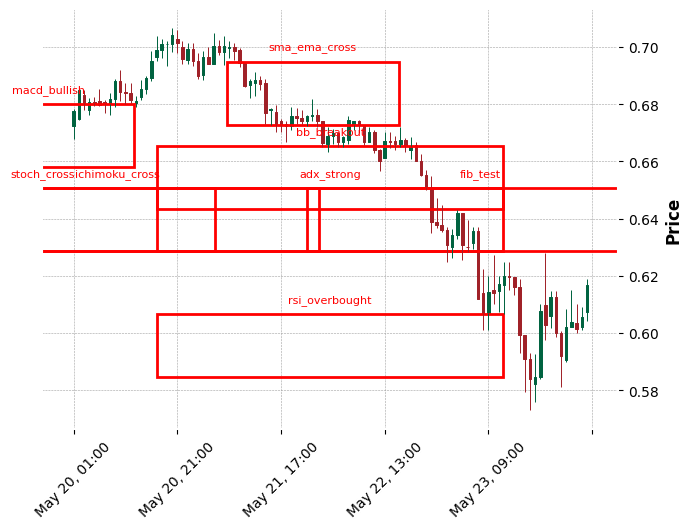 sma_ema_cross
0.70
macd_bullish
0.68
bb_breakout
0.66
stoch_cross
ichimoku_cross
adx_strong
fib_test
0.64
Price
0.62
rsi_overbought
0.60
0.58
May 20, 01:00
May 20, 21:00
May 21, 17:00
May 22, 13:00
May 23, 09:00